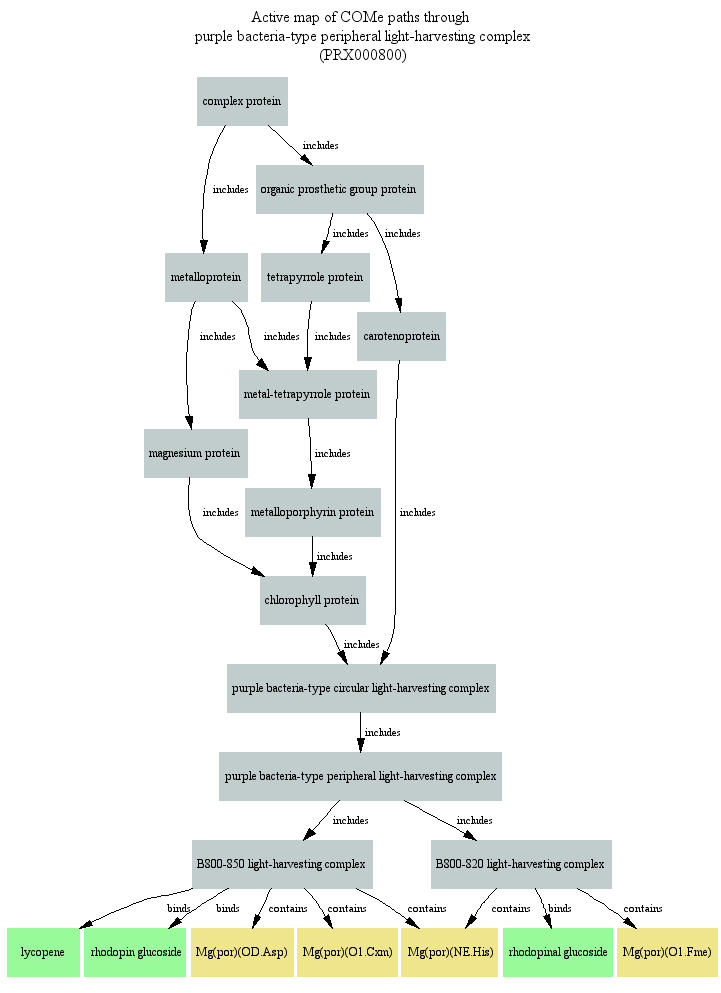 Active map of COMe paths through
purple bacteria-type peripheral light-harvesting complex
(PRX000800)
complex protein
includes
organic prosthetic group protein
includes
includes
includes
metalloprotein
tetrapyrrole protein
carotenoprotein
includes
includes
includes
metal-tetrapyrrole protein
magnesium protein
includes
metalloporphyrin protein
includes
includes
includes
chlorophyll protein
includes
purple bacteria-type circular light-harvesting complex
includes
purple bacteria-type peripheral light-harvesting complex
includes
includes
B800-850 light-harvesting complex
B800-820 light-harvesting complex
binds
binds
contains
contains
contains
contains
binds
contains
lycopene
rhodopin glucoside
Mg(por)(OD.Asp)
Mg(por)(O1.Cxm)
Mg(por)(NE.His)
rhodopinal glucoside
Mg(por)(O1.Fme)